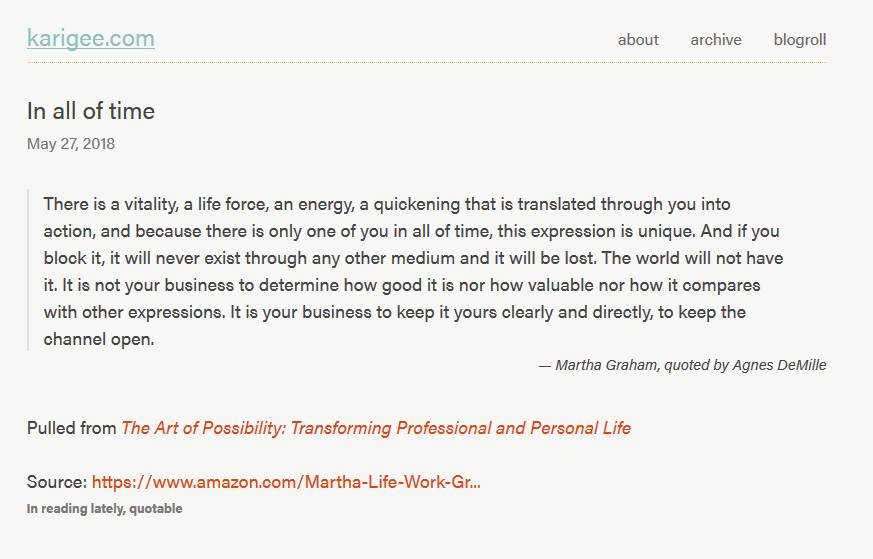 karigee.com
about archive blogroll
In all of time
May 27, 2018
There is a vitality, a life force, an energy, a quickening that is translated through you into
action, and because there is only one of you in all of time, this expression is unique. And if you
block it, it will never exist through any other medium and it will be lost. The world will not have
it. It is not your business to determine how good it is nor how valuable nor how it compares
with other expressions. It is your business to keep it yours clearly and directly, to keep the
channel open.
— Martha Graham, quoted by Agnes DeMille
Pulled from The Art of Possibility: Transforming Professional and Personal Life
Source: https://www.amazon.com/Martha-Life-Work-Gr...
In reading lately, quotable